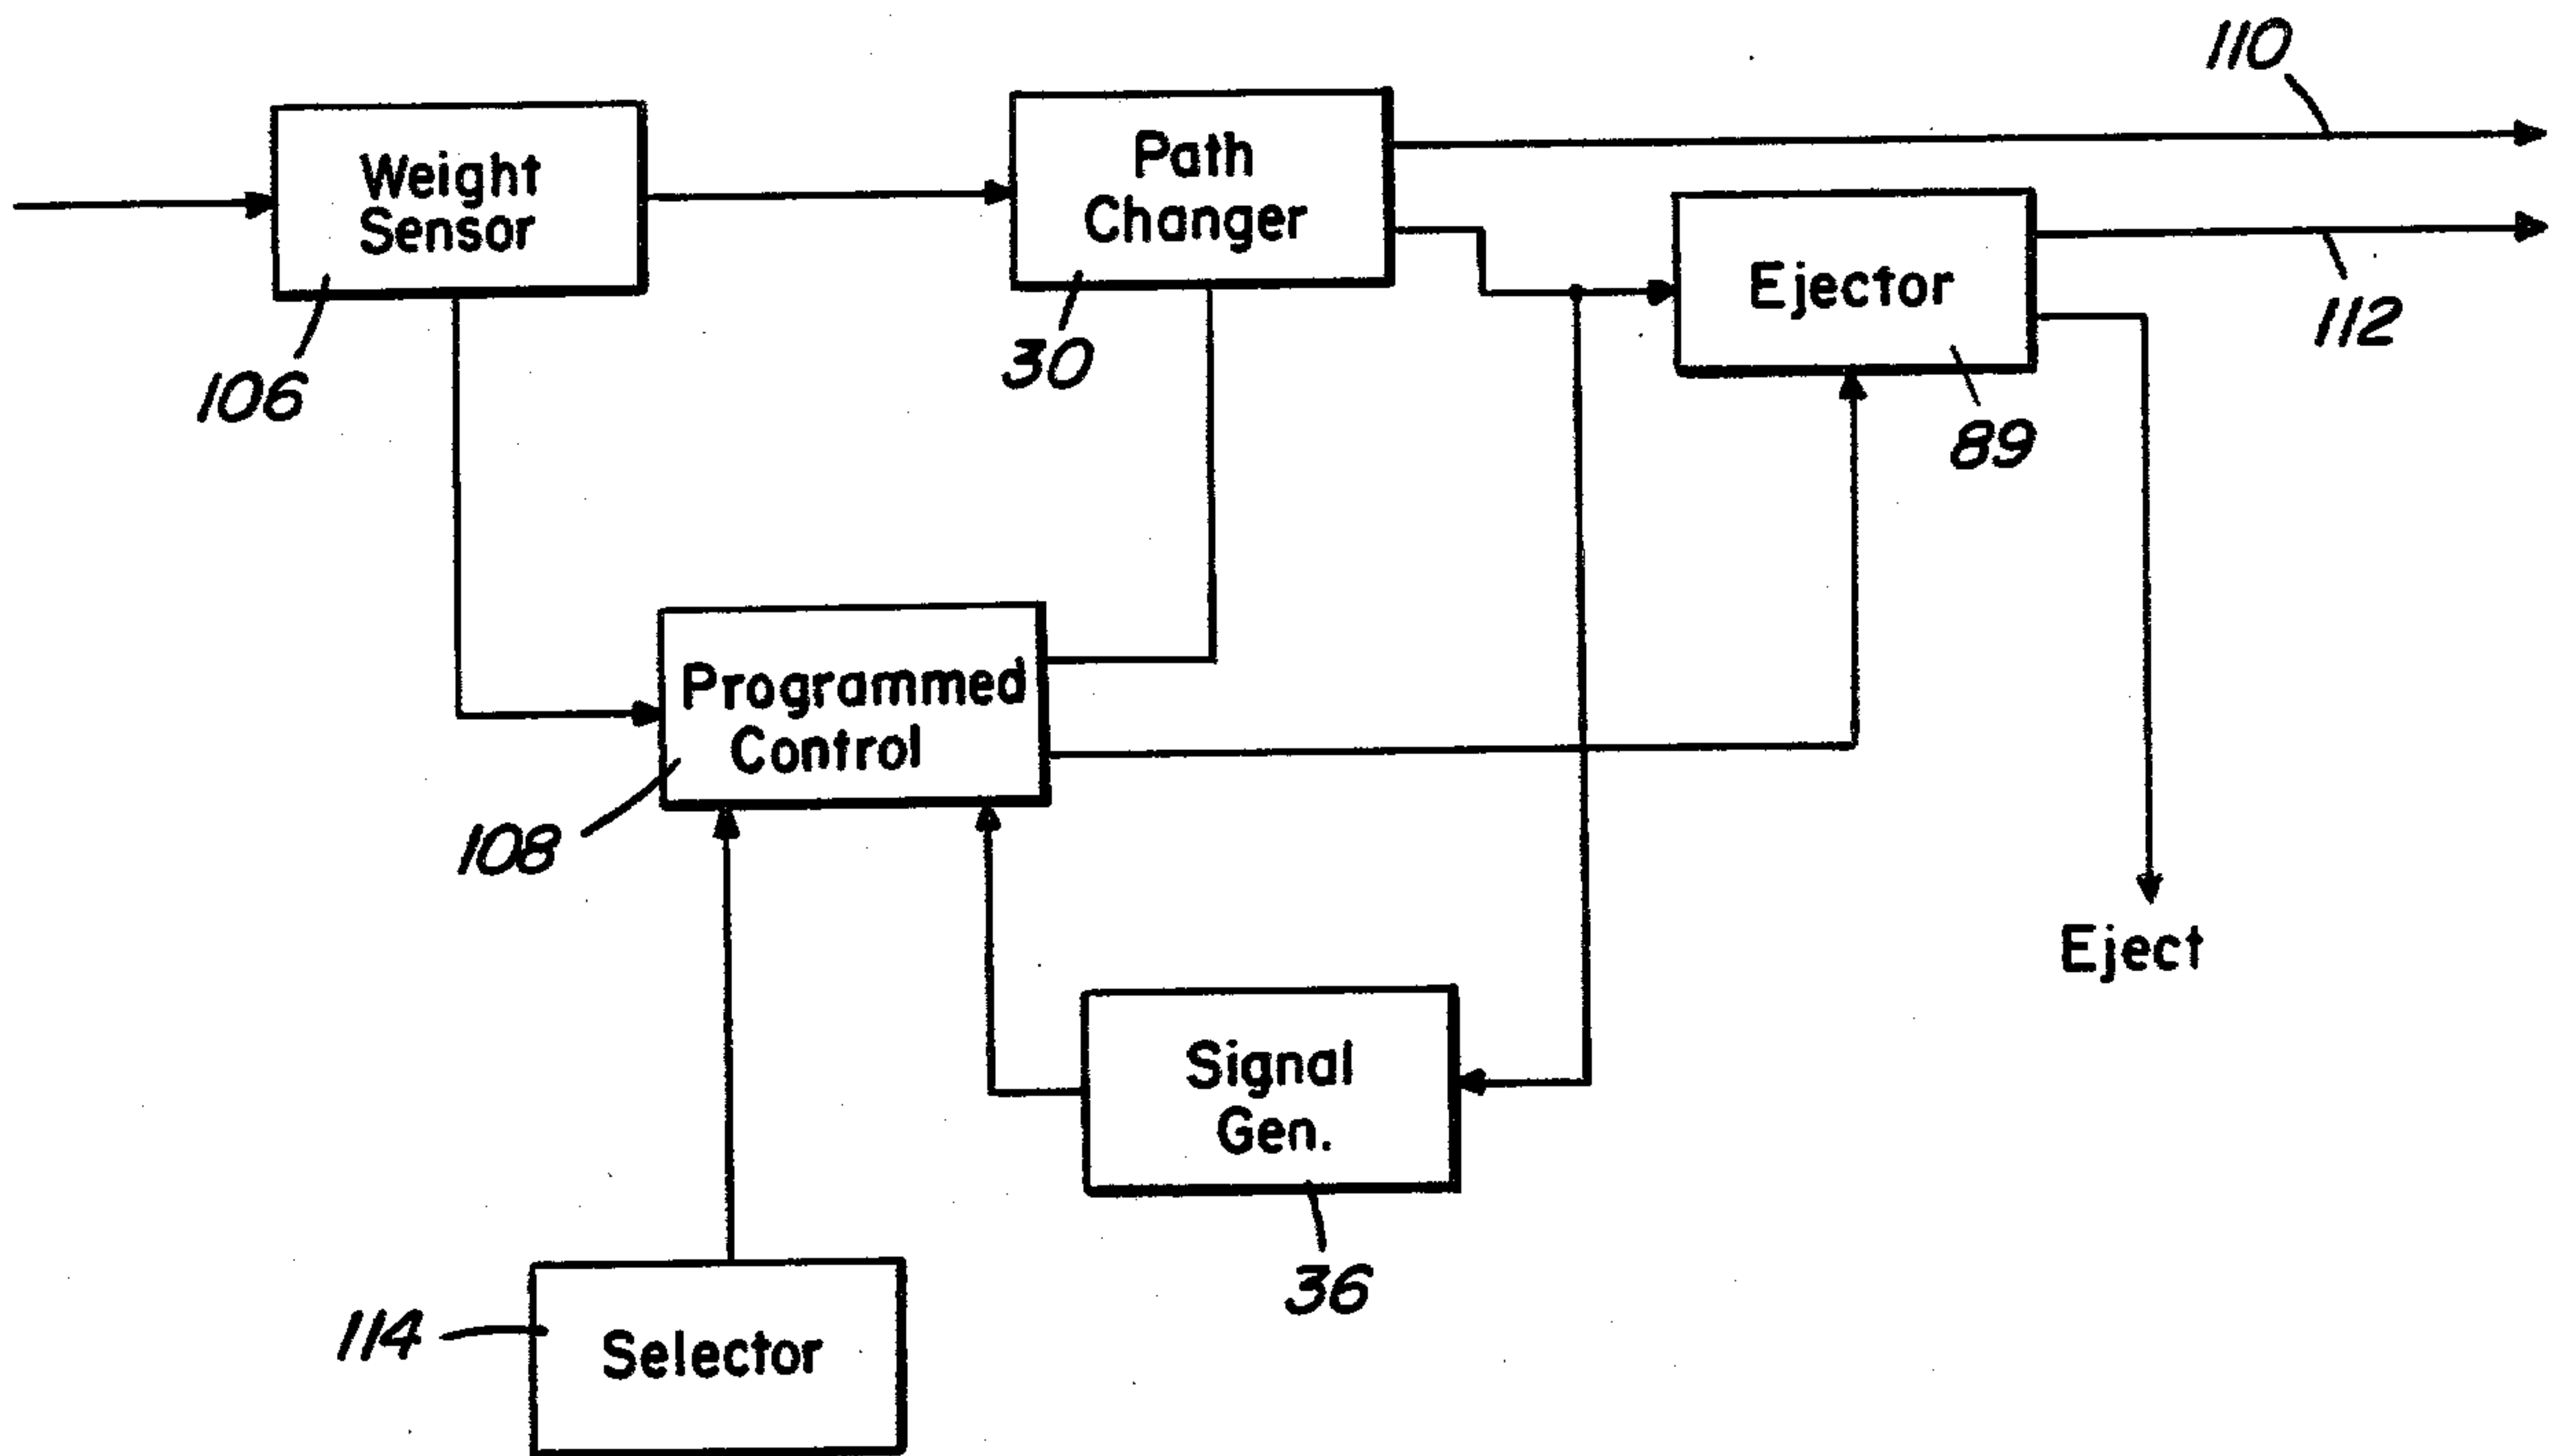 110
Weight
Sensor
Path
Changer
Ejector
112
30
106
89
Programmed
Control
108
Eject
Signal
Gen.
36
114
Selector